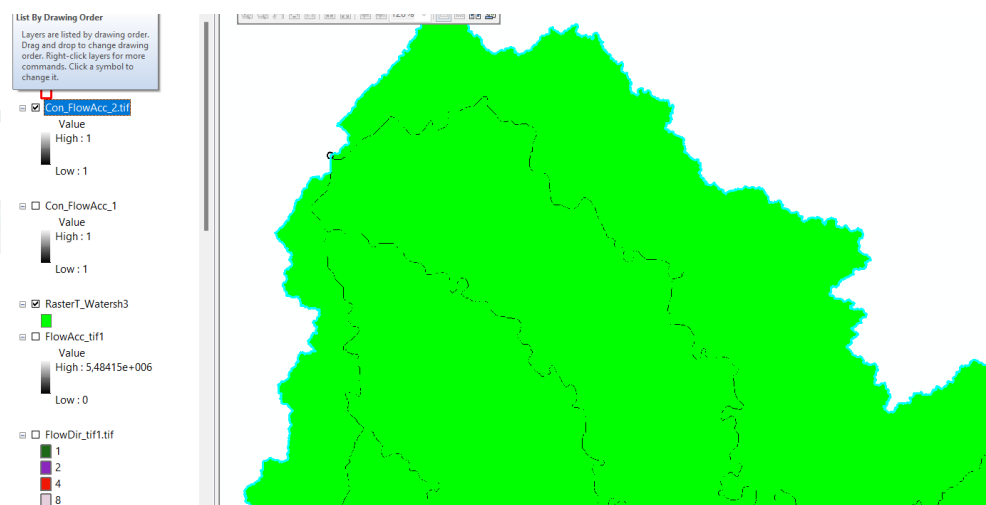 List By Drawing Order
Layers are listed by drawing order.
Drag and drop to change drawing
order. Right-click layers for more
commands. Click a symbol to
change it.
Con_FlowAcc_2.tif
Value
High : 1
Low : 1
Con_FlowAcc_1
Value
High : 1
Low : 1
RasterT_Watersh3
FlowAcc_tif1
Value
High : 5,48415e+006
Low : 0
FlowDir_tif1.tif
1
2
4
8